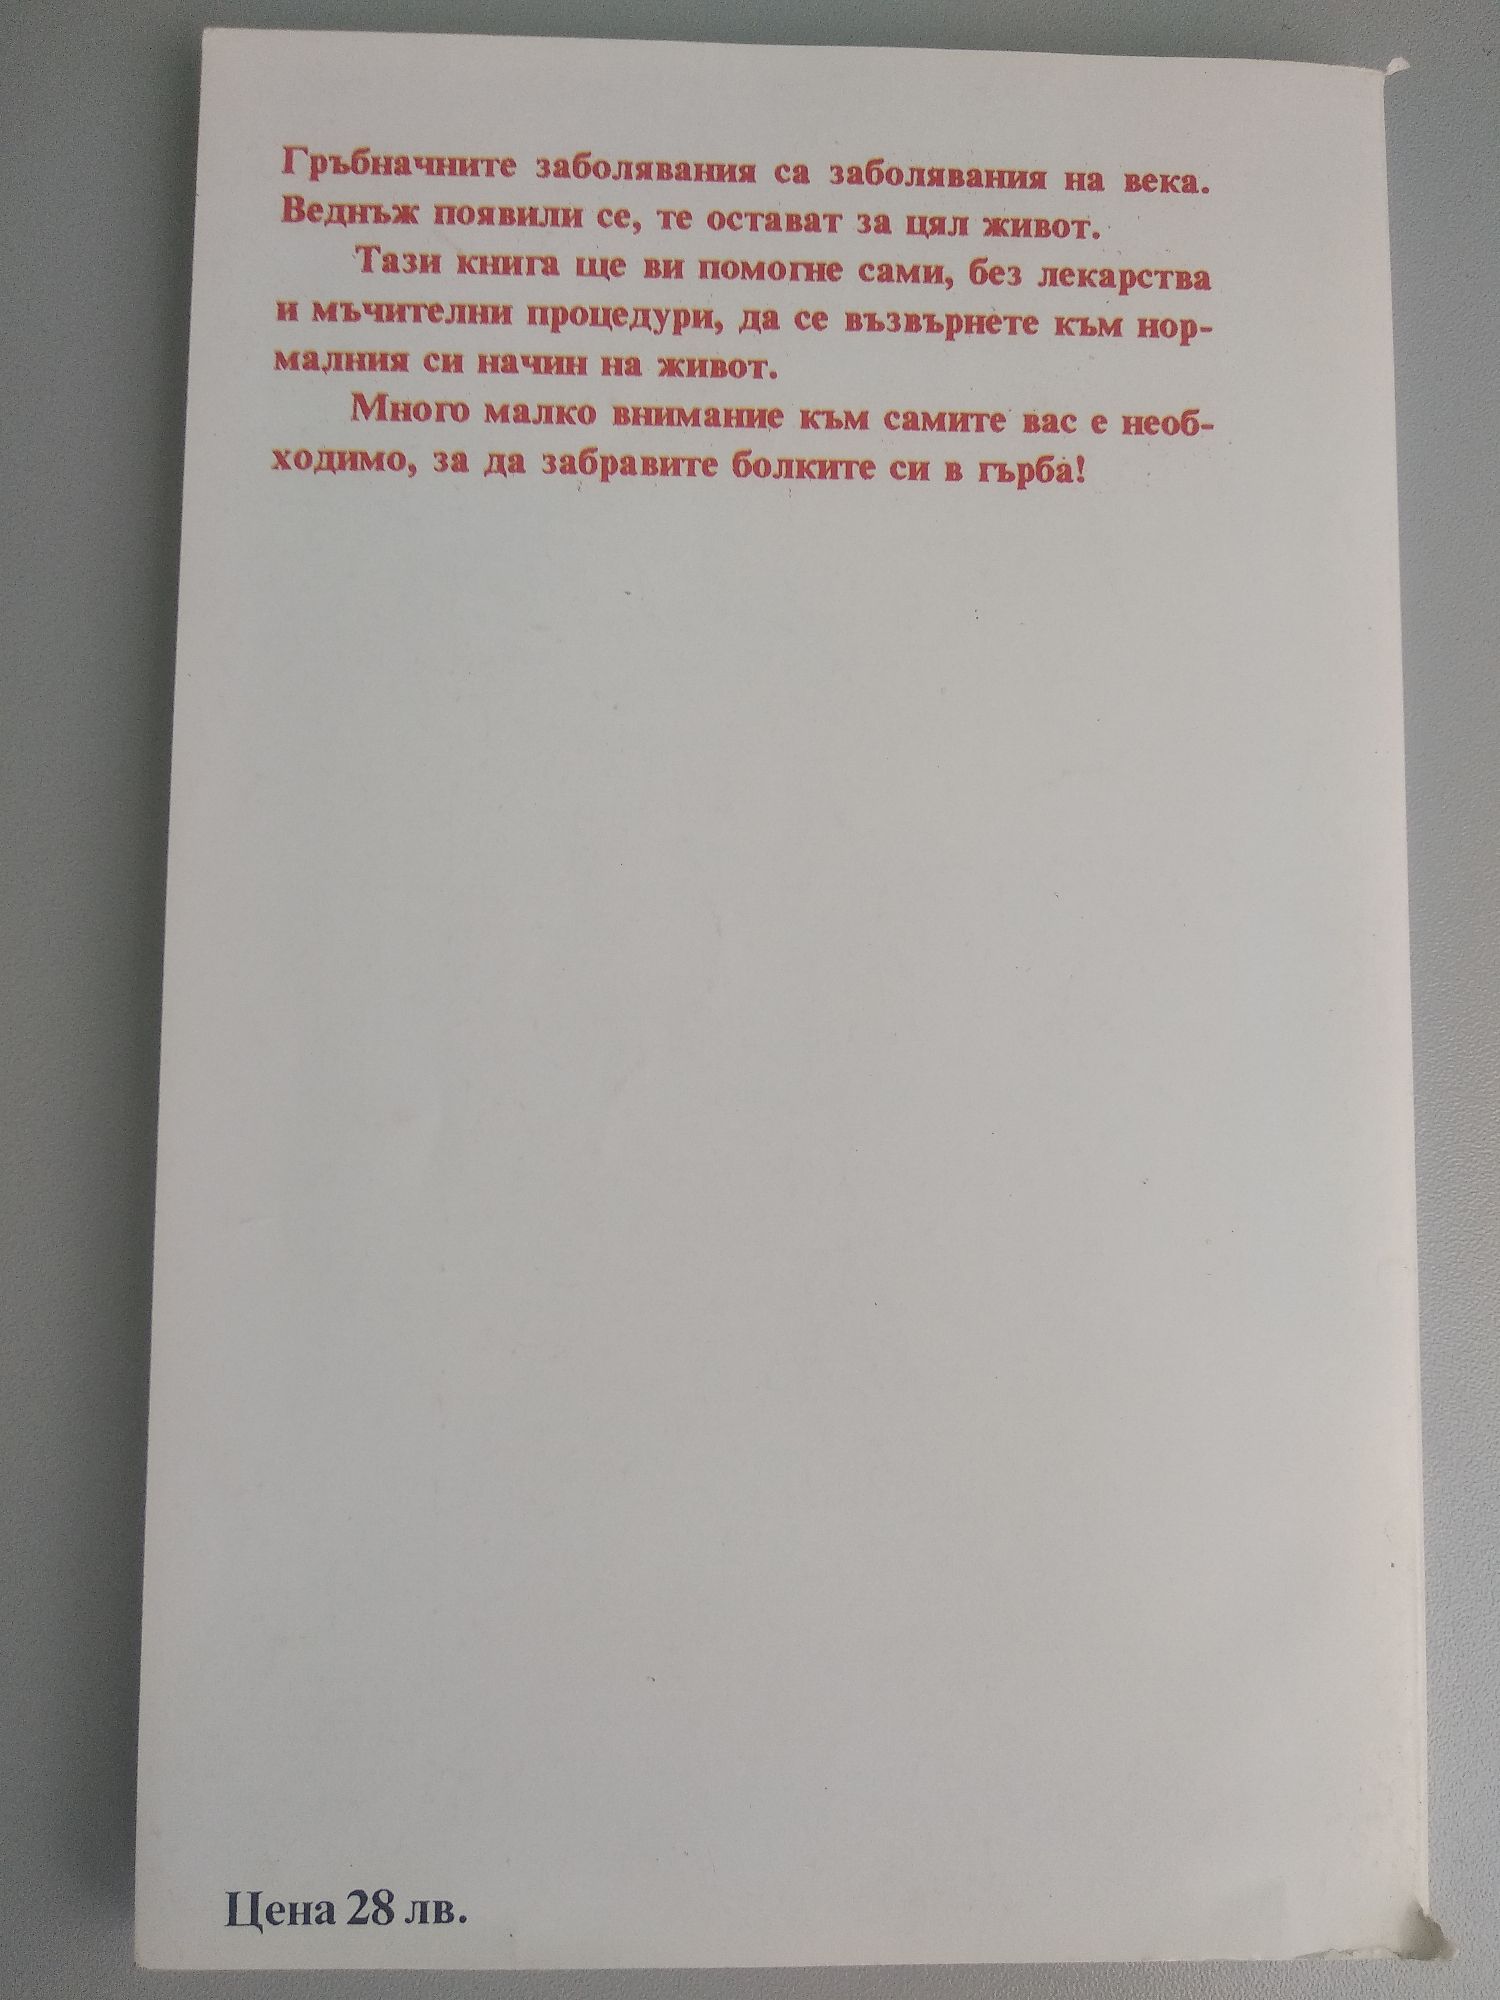 Гръбначните заболявания са заболявания на века.
Веднъж появили се, те остават за цял живот.
Тази книга ще ви помогне сами, без лекарства
и мъчителни процедури, да се възвърнете към нор-
малния си начин на живот.
Много малко внимание към самите вас е необ-
ходимо, за да забравите болките си в гърба!
Цена 28 лв.